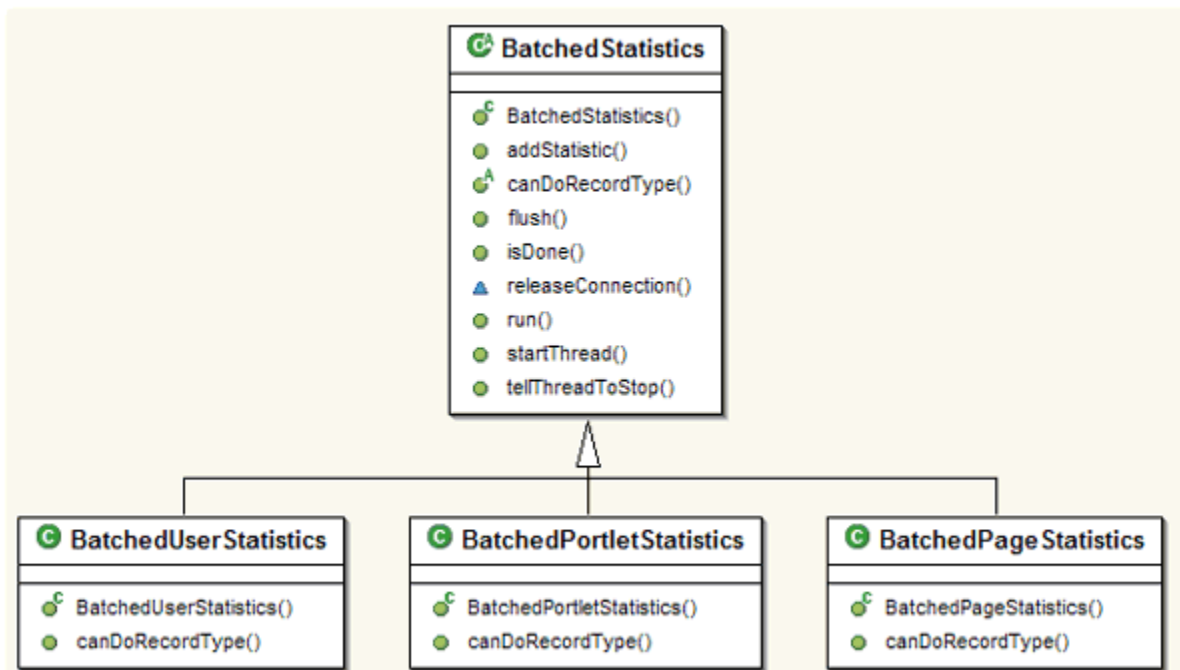 BatchedStatistics
BatchedStatistics()
addStatistic()
canDoRecordType()
flush()
isDone()
releaseConnection()
run()
startThread()
tellThreadToStop()
BatchedUserStatistics
BatchedUserStatistics()
canDoRecordType()
BatchedPortletStatistics
BatchedPortletStatistics()
canDoRecordType()
BatchedPageStatistics
BatchedPageStatistics()
canDoRecordType()